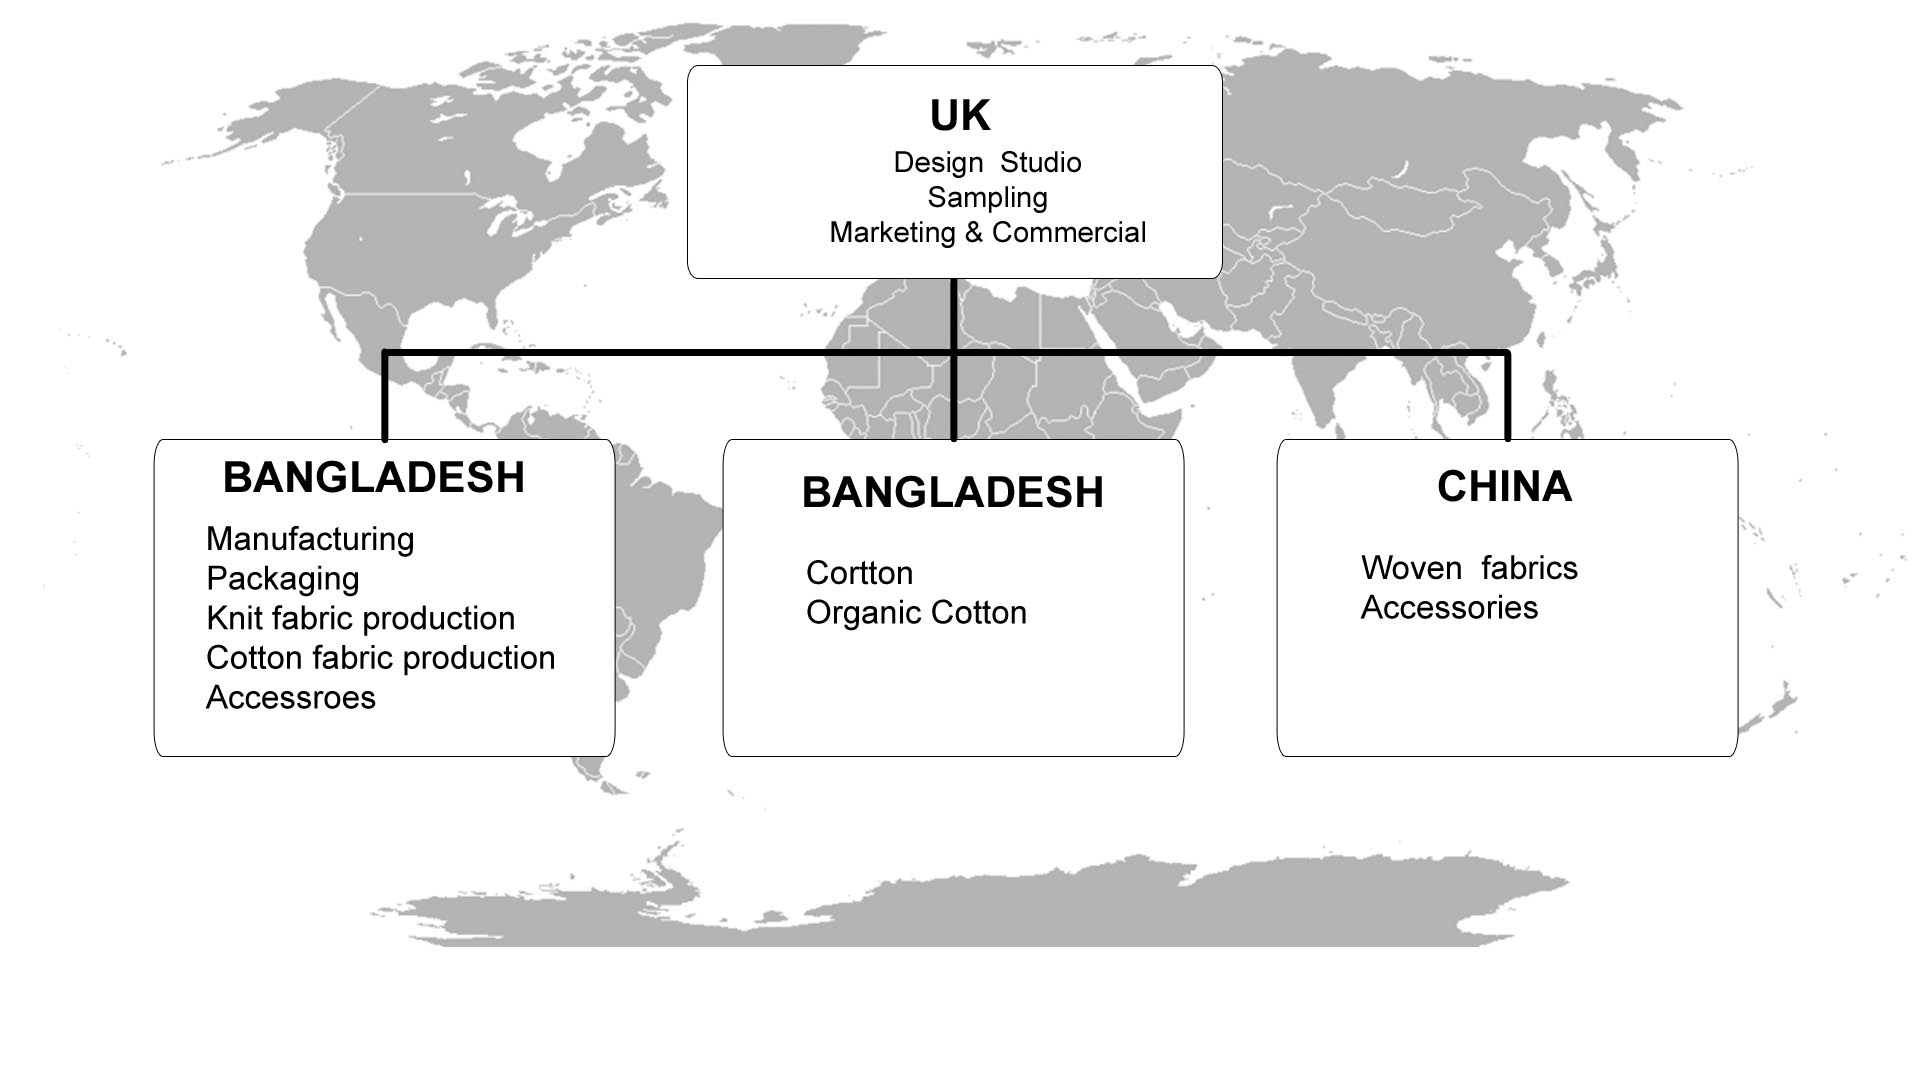 UK
Design Studio
Sampling
Marketing & Commercial
BANGLADESH
Manufacturing
Packaging
Knit fabric production
Cotton fabric production
Accessroes
BANGLADESH
Cortton
Organic Cotton
CHINA
Woven fabrics
Accessories